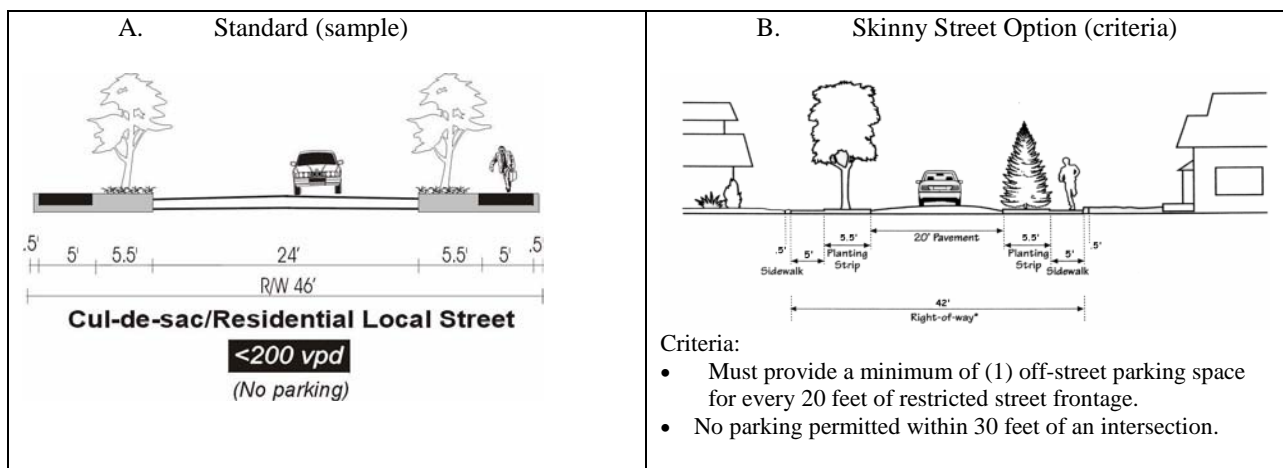 A. Standard (sample)
.5' 5' 5.5' 24' 5.5' 5' .5'
R/W 46'
Cul-de-sac/Residential Local Street
<200 vpd
(No parking)
B. Skinny Street Option (criteria)
.5' 5' 5.5' 20' Pavement 5.5' 5' .5'
Sidewalk Planting Strip Planting Strip Sidewalk
42'
Right-of-way*
Criteria:
• Must provide a minimum of (1) off-street parking space
for every 20 feet of restricted street frontage.
• No parking permitted within 30 feet of an intersection.